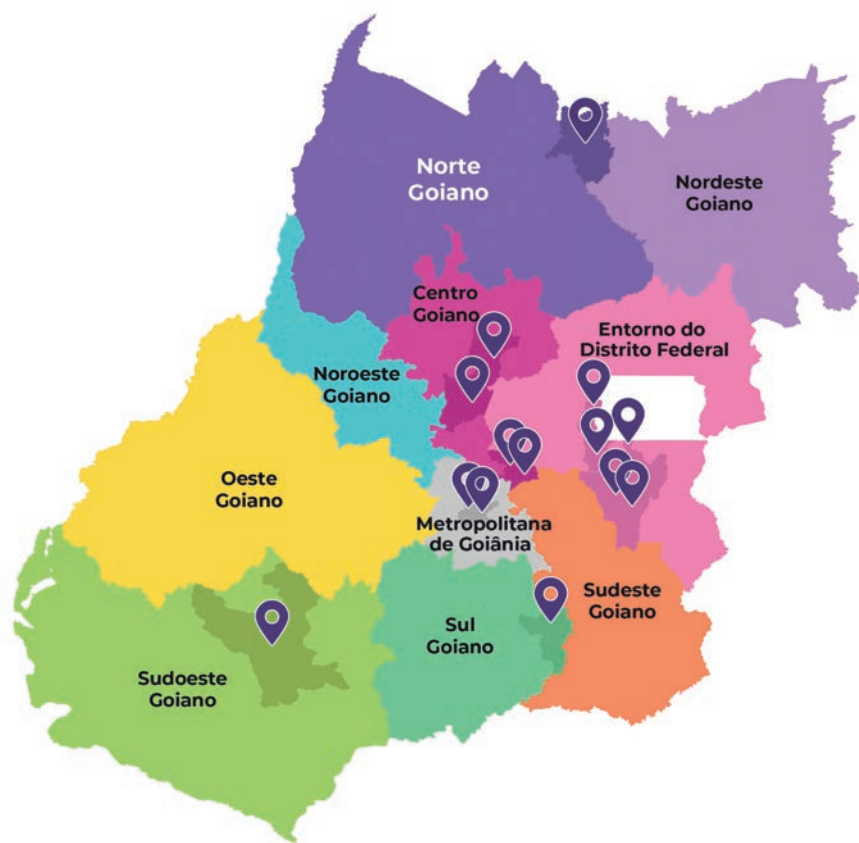 Norte
Goiano
Nordeste
Goiano
Centro
Goiano
Entorno do
Distrito Federal
Noroeste
Goiano
Oeste
Goiano
Metropolitana
de Goiânia
Sudeste
Goiano
Sul
Goiano
Sudoeste
Goiano